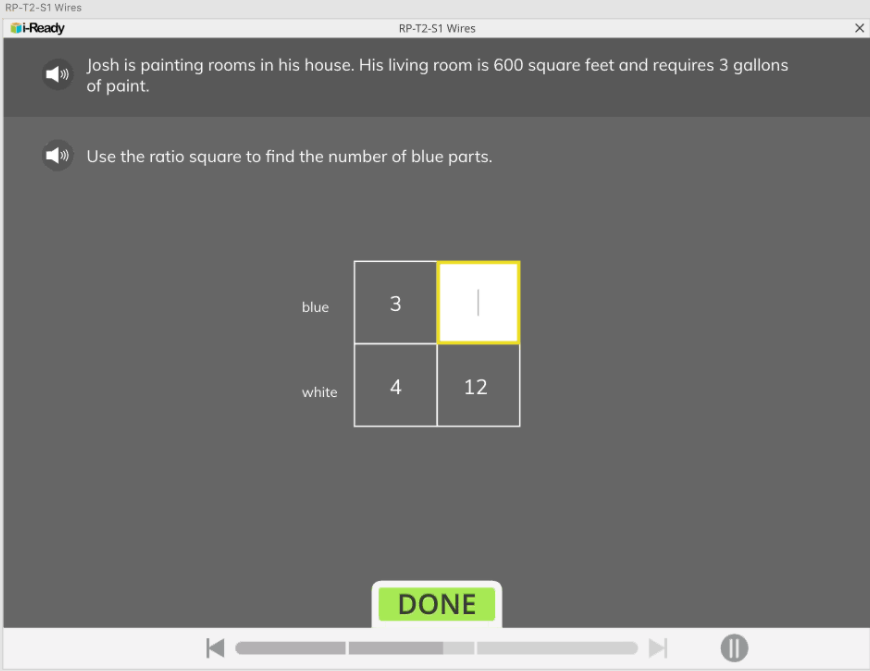 RP-T2-S1 Wires
i-Ready
RP-T2-S1 Wires
Josh is painting rooms in his house. His living room is 600 square feet and requires 3 gallons
of paint.
Use the ratio square to find the number of blue parts.
blue 3
white 4 12
DONE